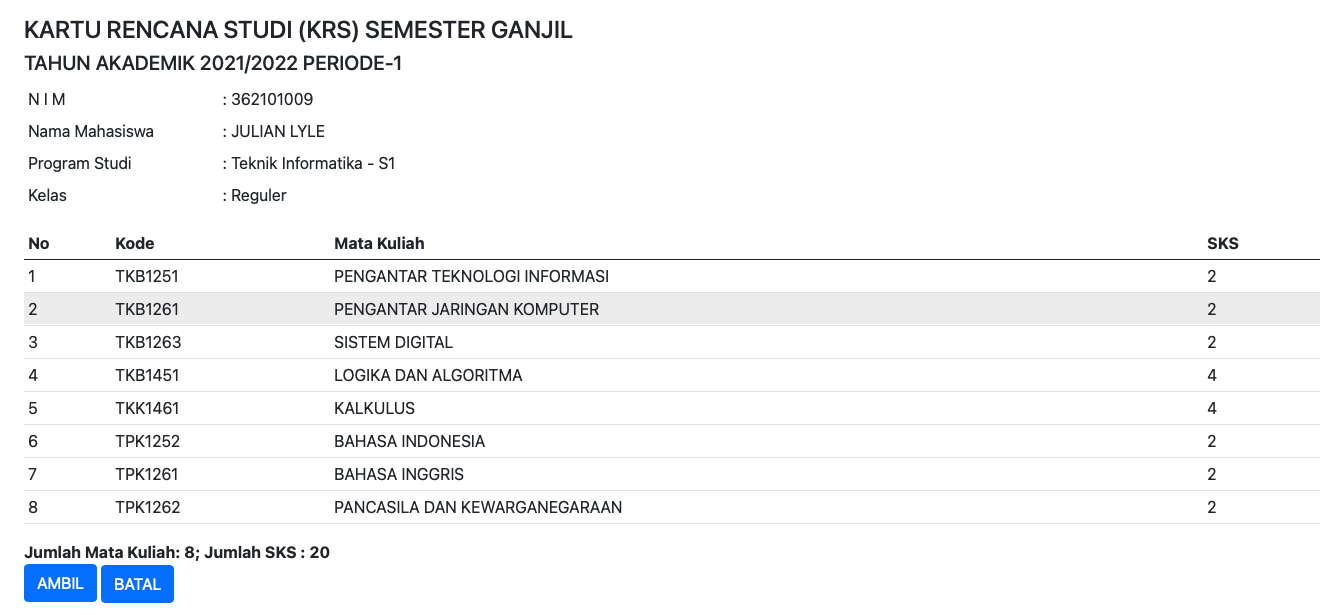 KARTU RENCANA STUDI (KRS) SEMESTER GANJIL
TAHUN AKADEMIK 2021/2022 PERIODE-1
N I M : 362101009
Nama Mahasiswa : JULIAN LYLE
Program Studi : Teknik Informatika - S1
Kelas : Reguler
No Kode Mata Kuliah SKS
1 TKB1251 PENGANTAR TEKNOLOGI INFORMASI 2
2 TKB1261 PENGANTAR JARINGAN KOMPUTER 2
3 TKB1263 SISTEM DIGITAL 2
4 TKB1451 LOGIKA DAN ALGORITMA 4
5 TKK1461 KALKULUS 4
6 TPK1252 BAHASA INDONESIA 2
7 TPK1261 BAHASA INGGRIS 2
8 TPK1262 PANCASILA DAN KEWARGANEGARAAN 2
Jumlah Mata Kuliah: 8; Jumlah SKS : 20
AMBIL BATAL